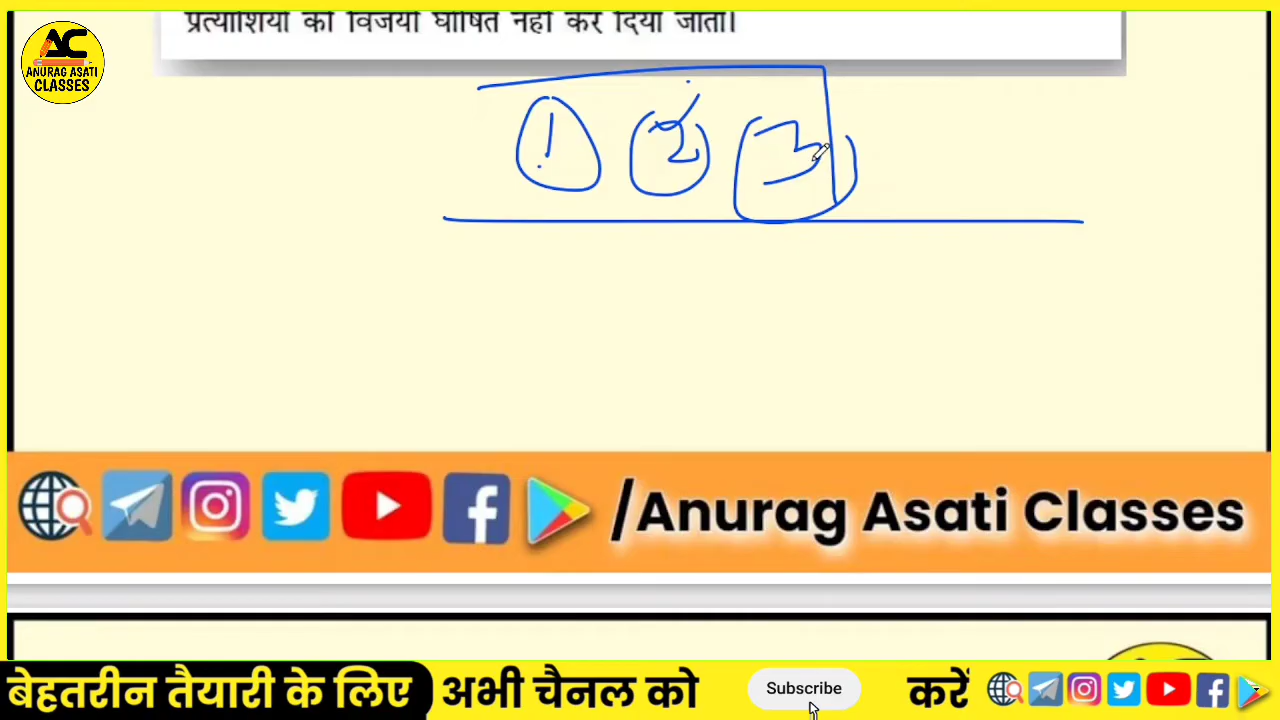 प्रत्याशियों को विजयी घोषित नहीं कर दिया जाता।
AC
ANURAG ASATI
CLASSES
1 2 3
/Anurag Asati Classes
बेहतरीन तैयारी के लिए अभी चैनल को Subscribe करें